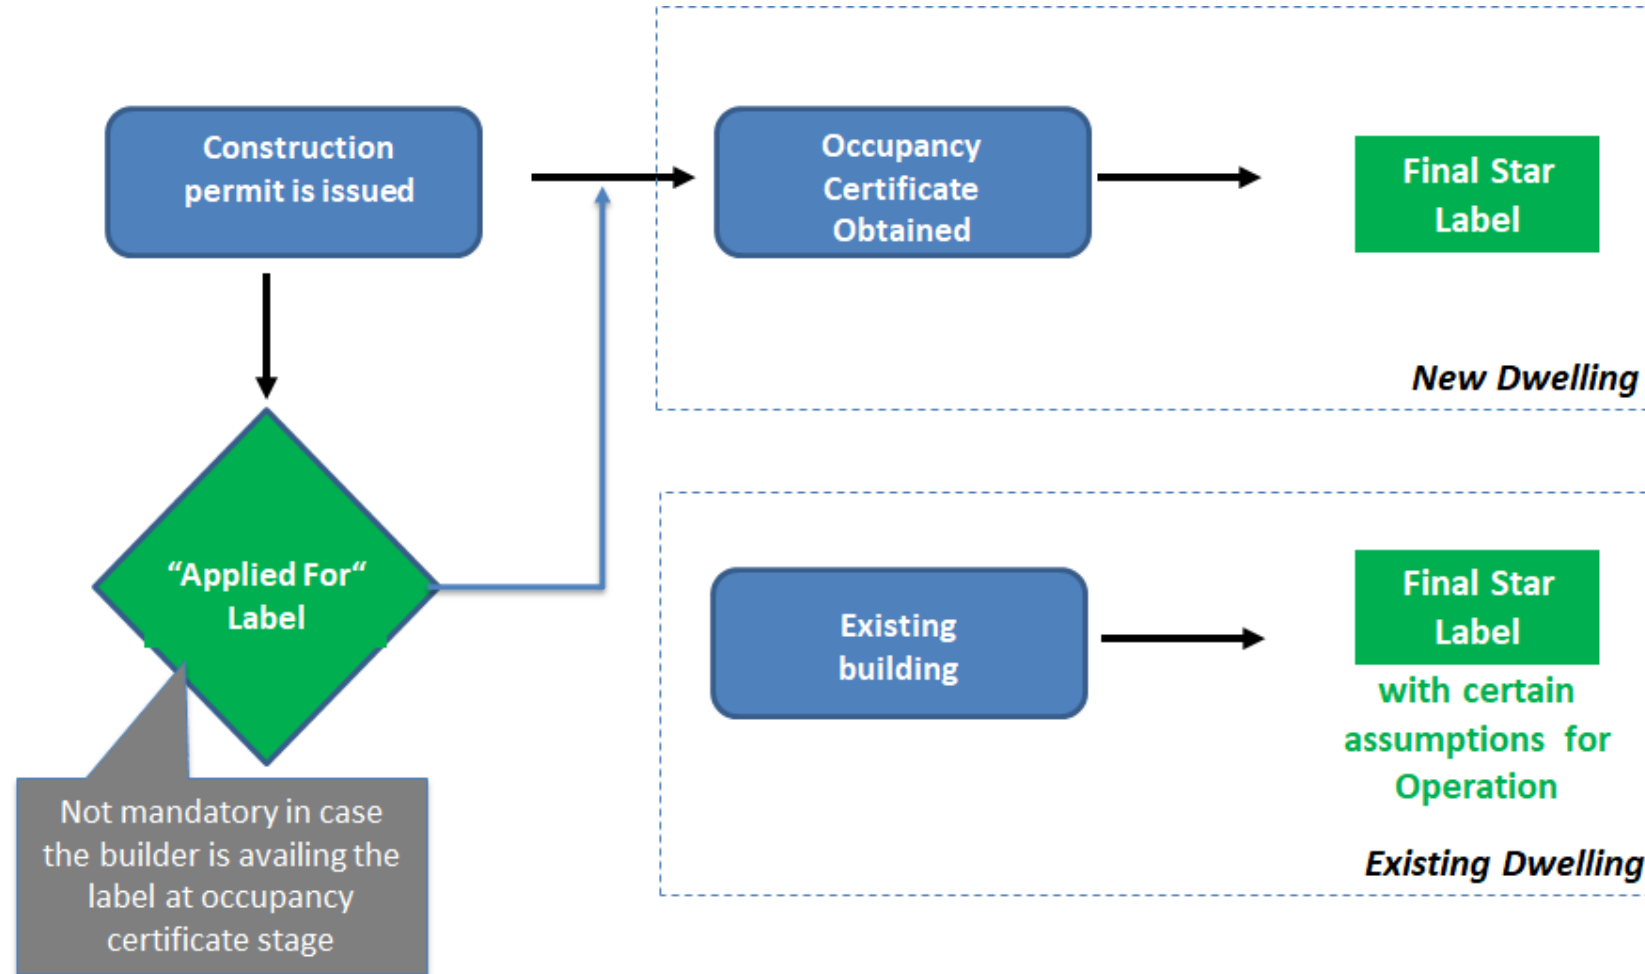 Construction
permit is issued
Occupancy
Certificate
Obtained
Final Star
Label
New Dwelling
“Applied For“
Label
Not mandatory in case
the builder is availing the
label at occupancy
certificate stage
Existing
building
Final Star
Label
with certain
assumptions for
Operation
Existing Dwelling